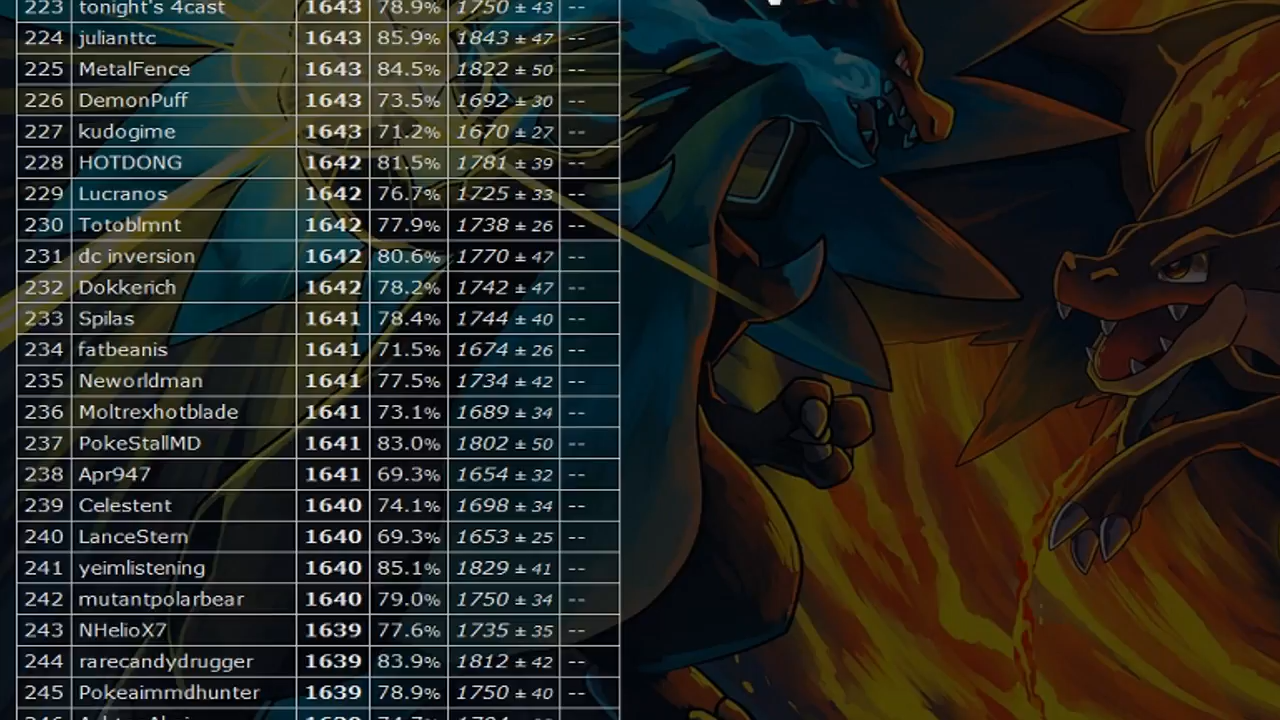 223 tonight's 4cast 1643 78.9% 1750 ± 43 --
224 julianttc 1643 85.9% 1843 ± 47 --
225 MetalFence 1643 84.5% 1822 ± 50 --
226 DemonPuff 1643 73.5% 1692 ± 30 --
227 kudogime 1643 71.2% 1670 ± 27 --
228 HOTDONG 1642 81.5% 1781 ± 39 --
229 Lucranos 1642 76.7% 1725 ± 33 --
230 Totoblmnt 1642 77.9% 1738 ± 26 --
231 dc inversion 1642 80.6% 1770 ± 47 --
232 Dokkerich 1642 78.2% 1742 ± 47 --
233 Spilas 1641 78.4% 1744 ± 40 --
234 fatbeanis 1641 71.5% 1674 ± 26 --
235 Neworldman 1641 77.5% 1734 ± 42 --
236 Moltrexhotblade 1641 73.1% 1689 ± 34 --
237 PokeStallMD 1641 83.0% 1802 ± 50 --
238 Apr947 1641 69.3% 1654 ± 32 --
239 Celestent 1640 74.1% 1698 ± 34 --
240 LanceStern 1640 69.3% 1653 ± 25 --
241 yeimlistening 1640 85.1% 1829 ± 41 --
242 mutantpolarbear 1640 79.0% 1750 ± 34 --
243 NHelioX7 1639 77.6% 1735 ± 35 --
244 rarecandydrugger 1639 83.9% 1812 ± 42 --
245 Pokeaimmdhunter 1639 78.9% 1750 ± 40 --